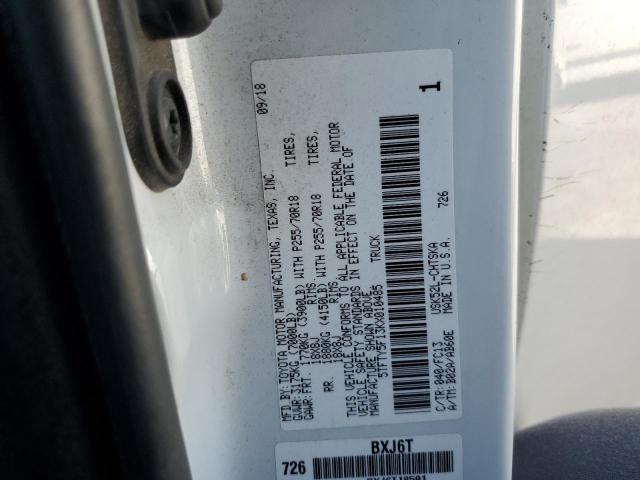 MFD.BY:TOYOTA MOTOR MANUFACTURING, TEXAS, INC. 09/18
GVWR:3175KG (7000LB)
GAWR:FRT. 1770KG (3900LB) WITH P255/70R18 TIRES,
18X8J RIMS
RR. 1880KG (4150LB) WITH P255/70R18 TIRES,
18X8J RIMS
THIS VEHICLE CONFORMS TO ALL APPLICABLE FEDERAL MOTOR
VEHICLE SAFETY STANDARDS IN EFFECT ON THE DATE OF
MANUFACTURE SHOWN ABOVE.
5TFTY5F13KX010485 TRUCK
1
C/TR: 040/FC13 USK52L-CHTSKA 726
A/TM: B02A/AB60E MADE IN U.S.A.
726 BXJ6T
BXJ6T18501